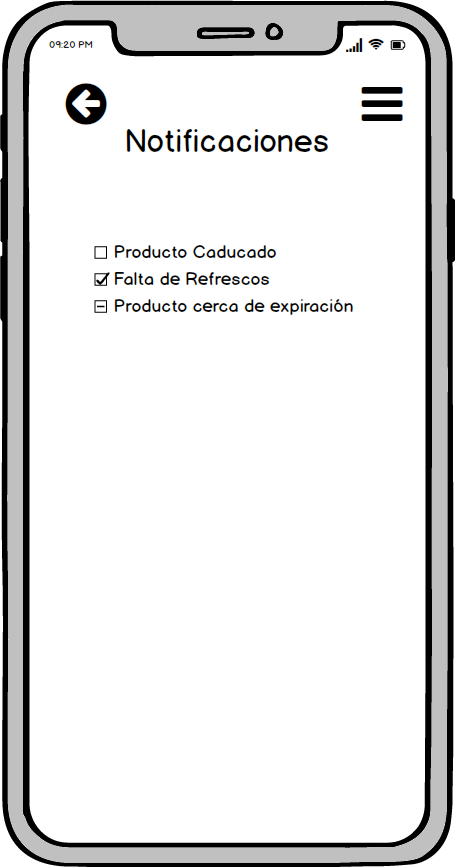 09:20 PM
Notificaciones
Producto Caducado
Falta de Refrescos
Producto cerca de expiración